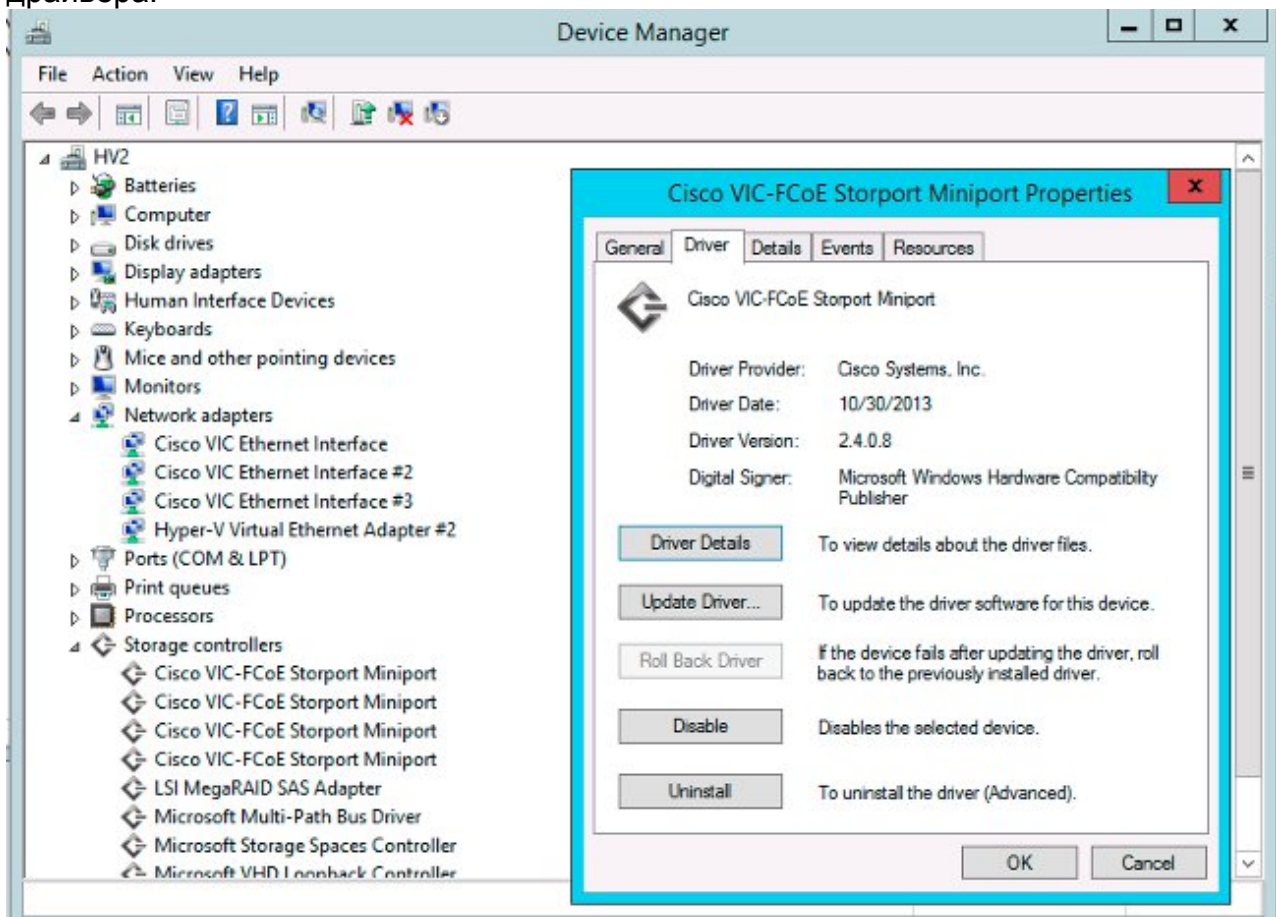 драйвера.
Device Manager
File Action View Help
HV2
Batteries
Computer
Disk drives
Display adapters
Human Interface Devices
Keyboards
Mice and other pointing devices
Monitors
Network adapters
Cisco VIC Ethernet Interface
Cisco VIC Ethernet Interface #2
Cisco VIC Ethernet Interface #3
Hyper-V Virtual Ethernet Adapter #2
Ports (COM & LPT)
Print queues
Processors
Storage controllers
Cisco VIC-FCoE Storport Miniport
Cisco VIC-FCoE Storport Miniport
Cisco VIC-FCoE Storport Miniport
Cisco VIC-FCoE Storport Miniport
LSI MegaRAID SAS Adapter
Microsoft Multi-Path Bus Driver
Microsoft Storage Spaces Controller
Microsoft VHD Loopback Controller
Cisco VIC-FCoE Storport Miniport Properties
General Driver Details Events Resources
Cisco VIC-FCoE Storport Miniport
Driver Provider: Cisco Systems, Inc.
Driver Date: 10/30/2013
Driver Version: 2.4.0.8
Digital Signer: Microsoft Windows Hardware Compatibility
Publisher
Driver Details To view details about the driver files.
Update Driver... To update the driver software for this device.
Roll Back Driver If the device fails after updating the driver, roll
back to the previously installed driver.
Disable Disables the selected device.
Uninstall To uninstall the driver (Advanced).
OK Cancel